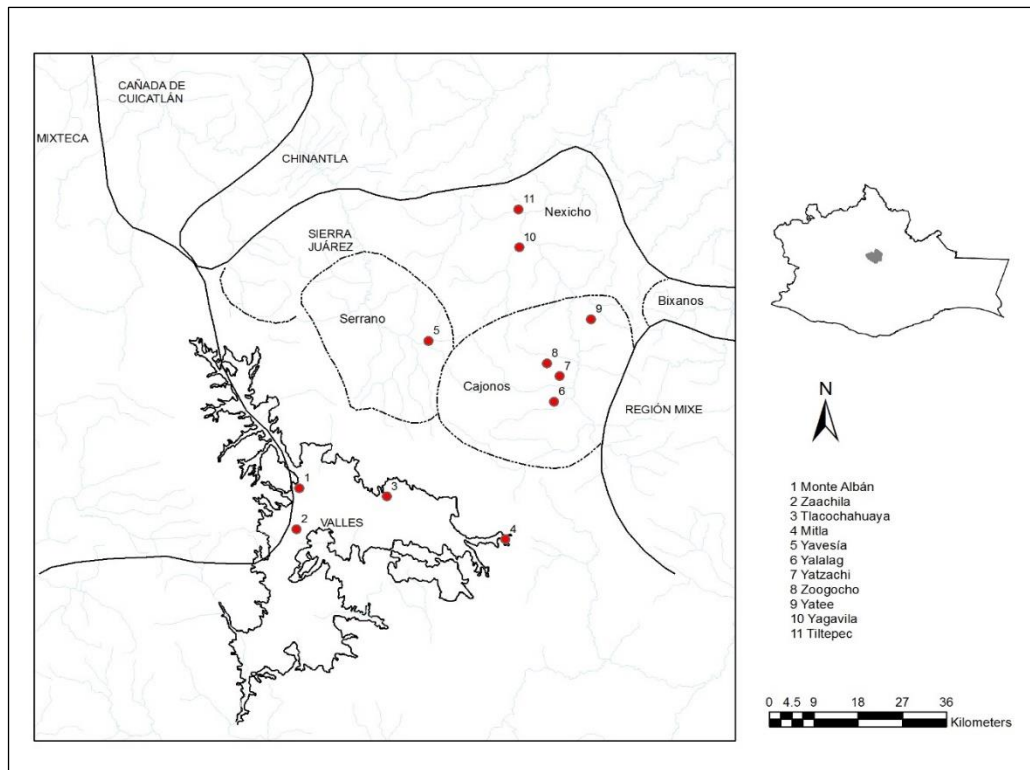 CAÑADA DE
CUICATLÁN
MIXTECA
CHINANTLA
11
Nexicho
SIERRA
JUÁREZ
10
Bixanos
9
Serrano
5
8
7
Cajonos
6
REGIÓN MIXE
1
3
2
VALLES
4
N
1 Monte Albán
2 Zaachila
3 Tlacochahuaya
4 Mitla
5 Yavesía
6 Yalalag
7 Yatzachi
8 Zoogocho
9 Yatee
10 Yagavila
11 Tiltepec
0 4.5 9 18 27 36
Kilometers